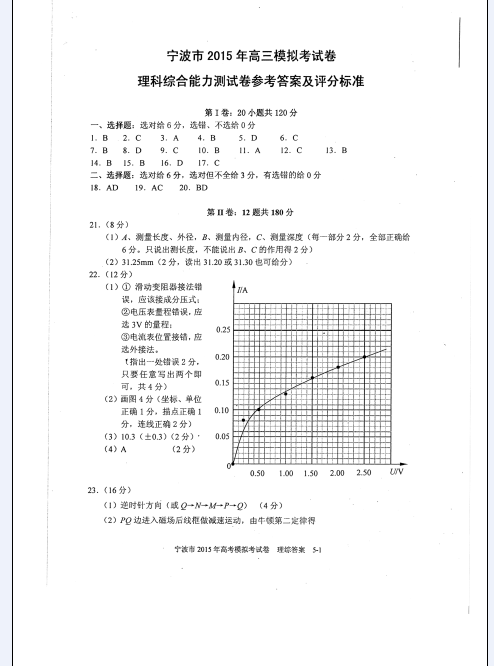 宁波市 2015 年高三模拟考试卷
理科综合能力测试卷参考答案及评分标准
第 I 卷：20 小题共 120 分
一、选择题：选对给 6 分，选错、不选给 0 分
1．B 2．C 3．A 4．B 5．D 6．C
7．B 8．D 9．C 10．B 11．A 12．C 13．B
14．B 15．B 16．D 17．C
二、选择题：选对给 6 分，选对但不全给 3 分，有选错的给 0 分
18．AD 19．AC 20．BD
第 II 卷：12 题共 180 分
21．（8 分）
（1）A、测量长度、外径，B、测量内径，C、测量深度（每一部分 2 分，全部正确给
6 分。只说出测长度，不能说出 B、C 的作用得 2 分）
（2）31.25mm（2 分，读出 31.20 或 31.30 也可给分）
22．（12 分）
（1）① 滑动变阻器接法错
误，应该接成分压式；
②电压表量程错误，应
选 3V 的量程；
③电流表位置接错，应
选外接法。
（指出一处错误 2 分，
只要任意写出两个即
可，共 4 分）
（2）画图 4 分（坐标、单位
正确 1 分，描点正确 1
分，连线正确 2 分）
（3）10.3（±0.3）（2 分）
（4）A （2 分）
I/A
0.25
0.20
0.15
0.10
0.05
0
0.50 1.00 1.50 2.00 2.50 U/V
23．（16 分）
（1）逆时针方向（或 Q→N→M→P→Q） （4 分）
（2）PQ 边进入磁场后线框做减速运动，由牛顿第二定律得
宁波市 2015 年高考模拟考试卷 理综答案 5-1